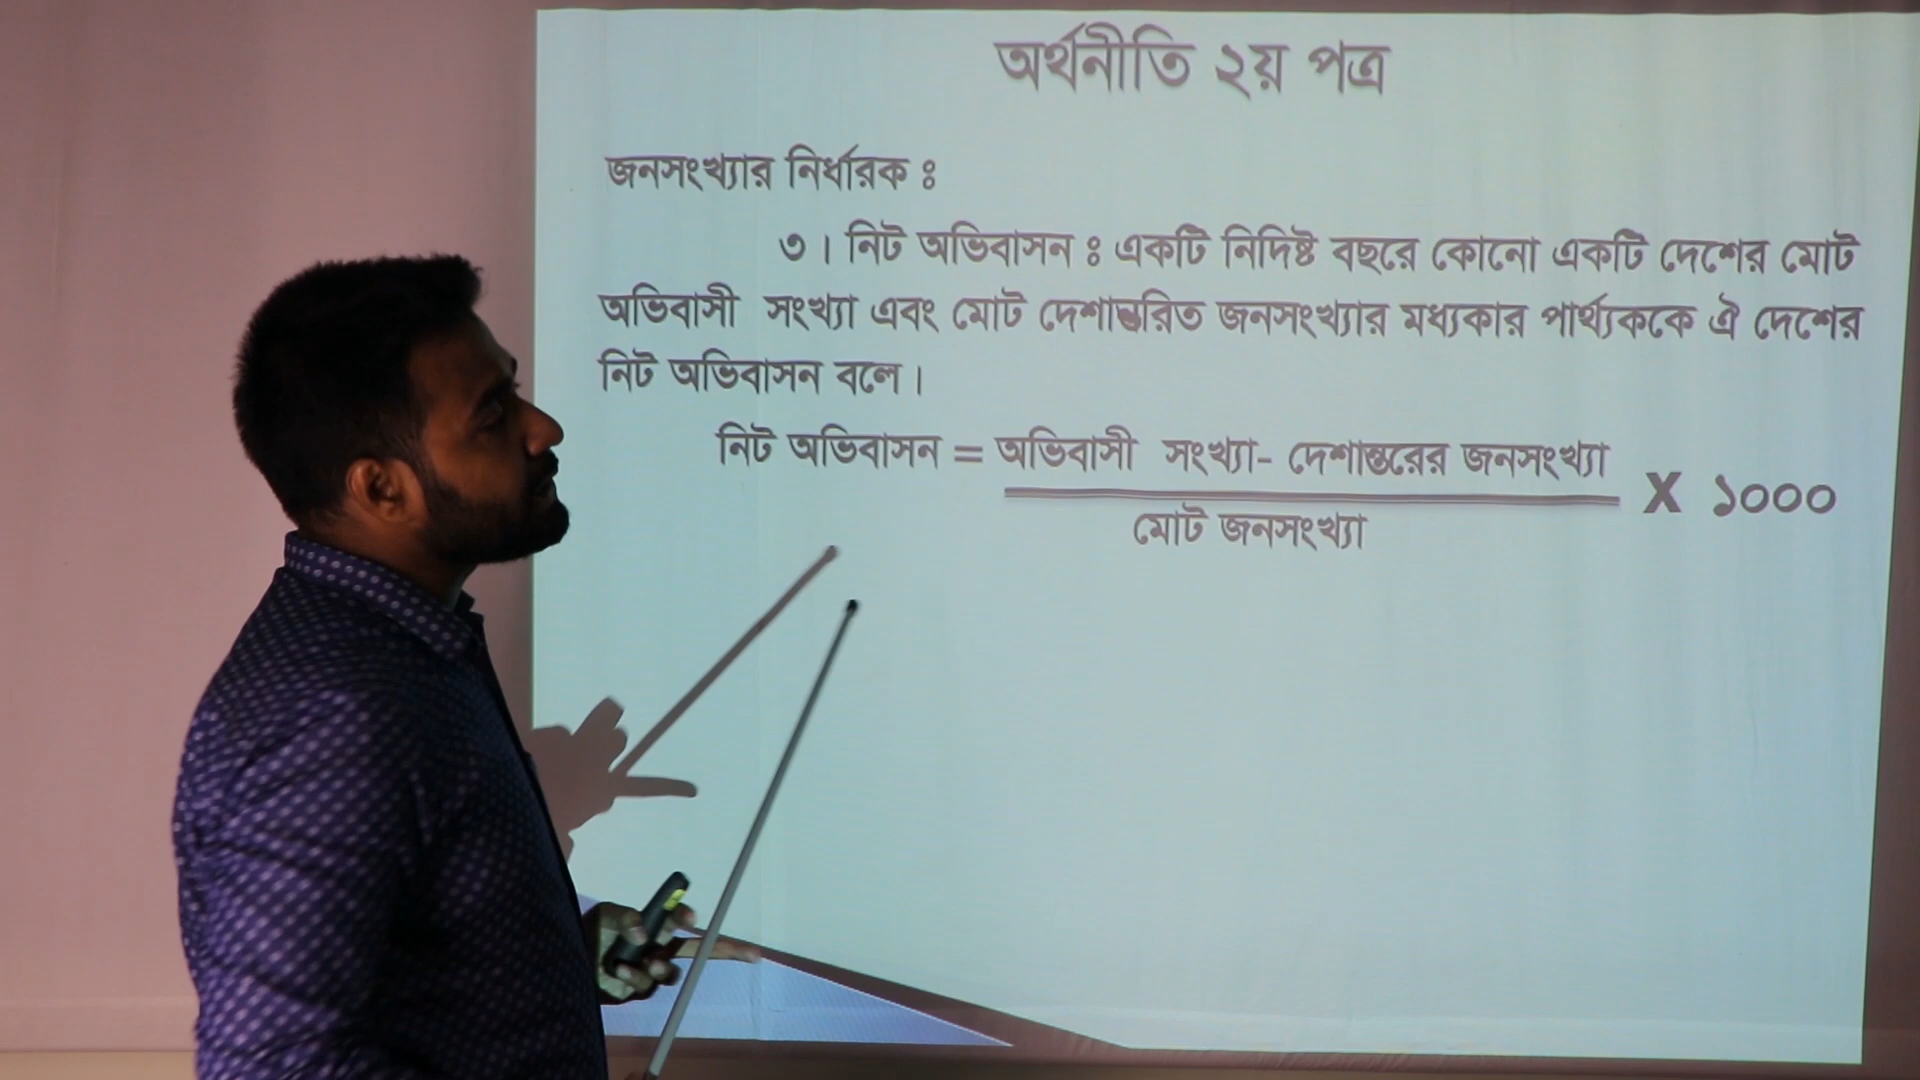 অর্থনীতি ২য় পত্র
জনসংখ্যার নির্ধারক ঃ
৩। নিট অভিবাসন ঃ একটি নিদিষ্ট বছরে কোনো একটি দেশের মোট
অভিবাসী সংখ্যা এবং মোট দেশান্তরিত জনসংখ্যার মধ্যকার পার্থ্যককে ঐ দেশের
নিট অভিবাসন বলে।
নিট অভিবাসন = অভিবাসী সংখ্যা- দেশান্তরের জনসংখ্যা X ১০০০
মোট জনসংখ্যা